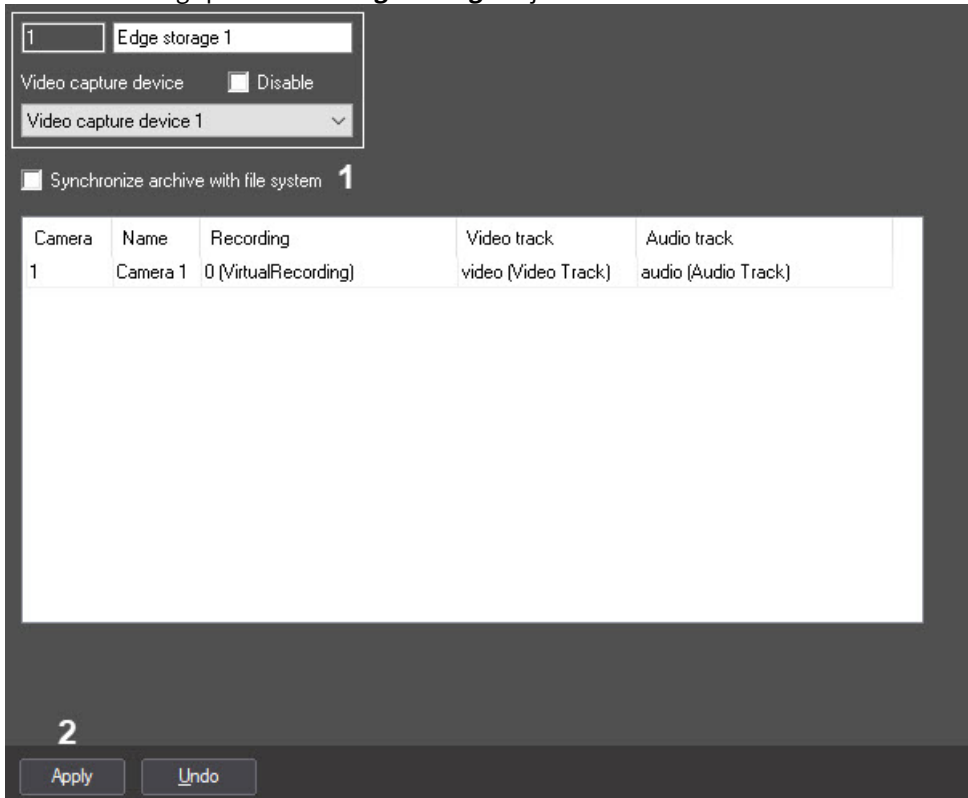 1 Edge storage 1
Video capture device Disable
Video capture device 1
Synchronize archive with file system 1
Camera Name Recording Video track Audio track
1 Camera 1 0 (VirtualRecording) video (Video Track) audio (Audio Track)
2
Apply Undo